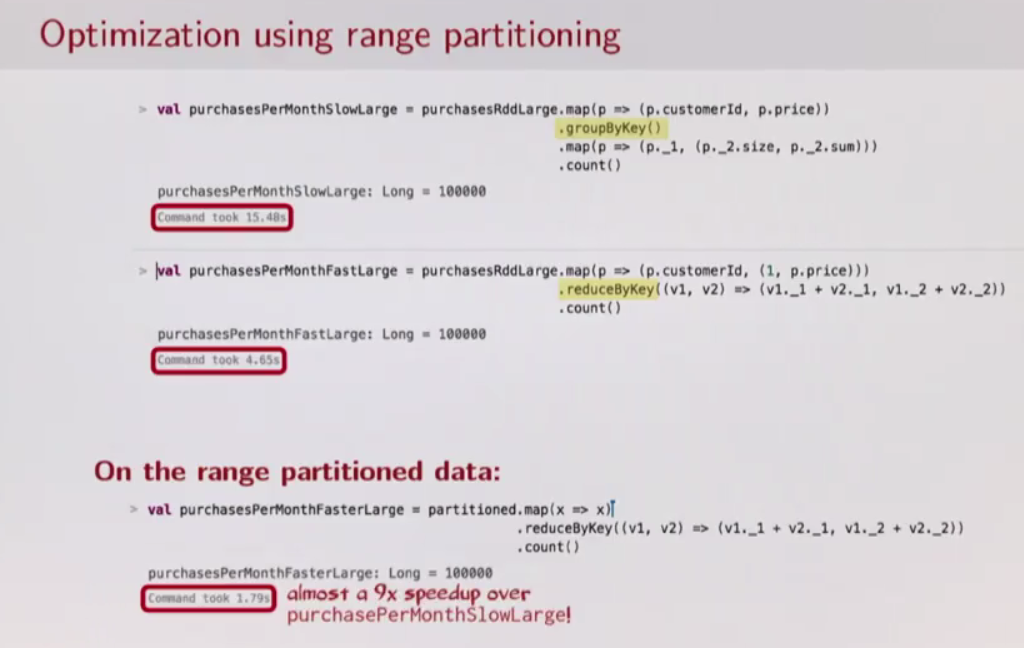 Optimization using range partitioning
> val purchasesPerMonthSlowLarge = purchasesRddLarge.map(p => (p.customerId, p.price))
.groupByKey()
.map(p => (p._1, (p._2.size, p._2.sum)))
.count()
purchasesPerMonthSlowLarge: Long = 100000
Command took 15.48s
> val purchasesPerMonthFastLarge = purchasesRddLarge.map(p => (p.customerId, (1, p.price)))
.reduceByKey((v1, v2) => (v1._1 + v2._1, v1._2 + v2._2))
.count()
purchasesPerMonthFastLarge: Long = 100000
Command took 4.65s
On the range partitioned data:
> val purchasesPerMonthFasterLarge = partitioned.map(x => x)
.reduceByKey((v1, v2) => (v1._1 + v2._1, v1._2 + v2._2))
.count()
purchasesPerMonthFasterLarge: Long = 100000
Command took 1.79s
almost a 9x speedup over
purchasePerMonthSlowLarge!